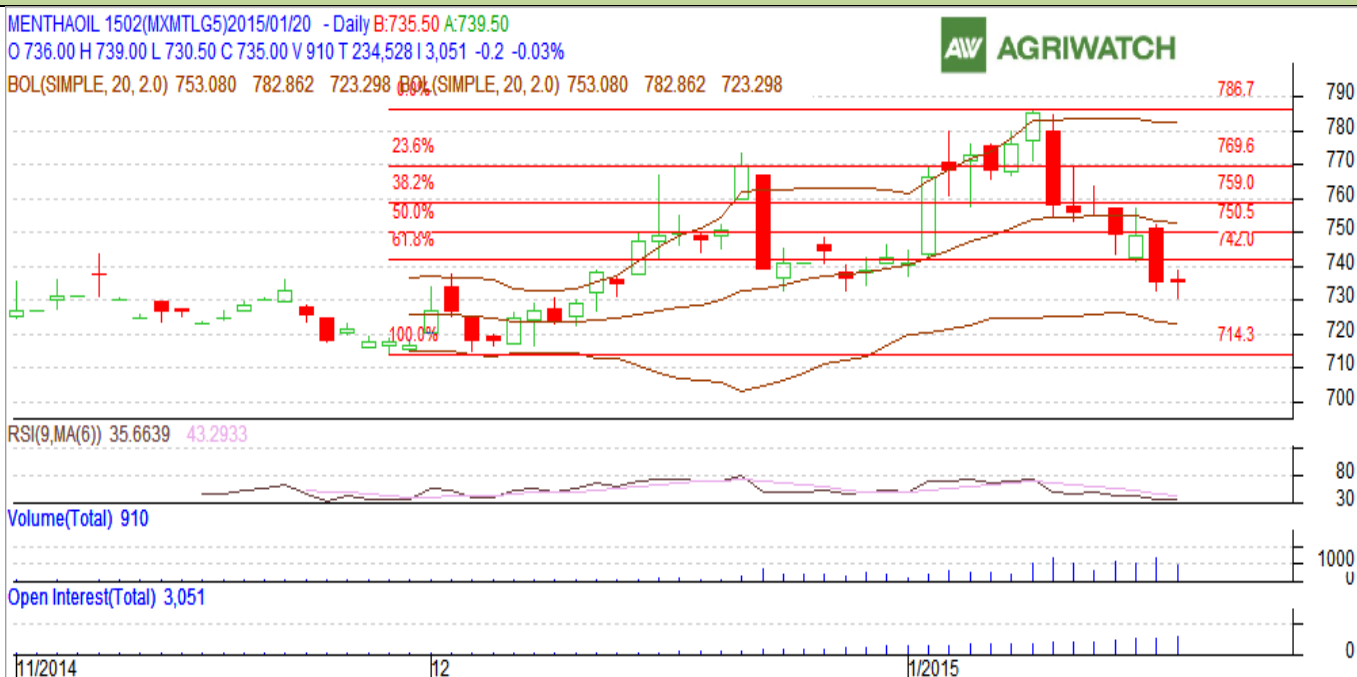 MENTHAOIL 1502(MXMTLG5)2015/01/20 - Daily B:735.50 A:739.50
O 736.00 H 739.00 L 730.50 C 735.00 V 910 T 234,528 I 3,051 -0.2 -0.03%
BOL(SIMPLE, 20, 2.0) 753.080 782.862 723.298 BOL(SIMPLE, 20, 2.0) 753.080 782.862 723.298
AW AGRIWATCH
0.0% 786.7
23.6% 769.6
38.2% 759.0
50.0% 750.5
61.8% 742.0
100.0% 714.3
790
780
770
760
750
740
730
720
710
700
RSI(9,MA(6)) 35.6639 43.2933
80
30
Volume(Total) 910
1000
0
Open Interest(Total) 3,051
0
11/2014 12 1/2015